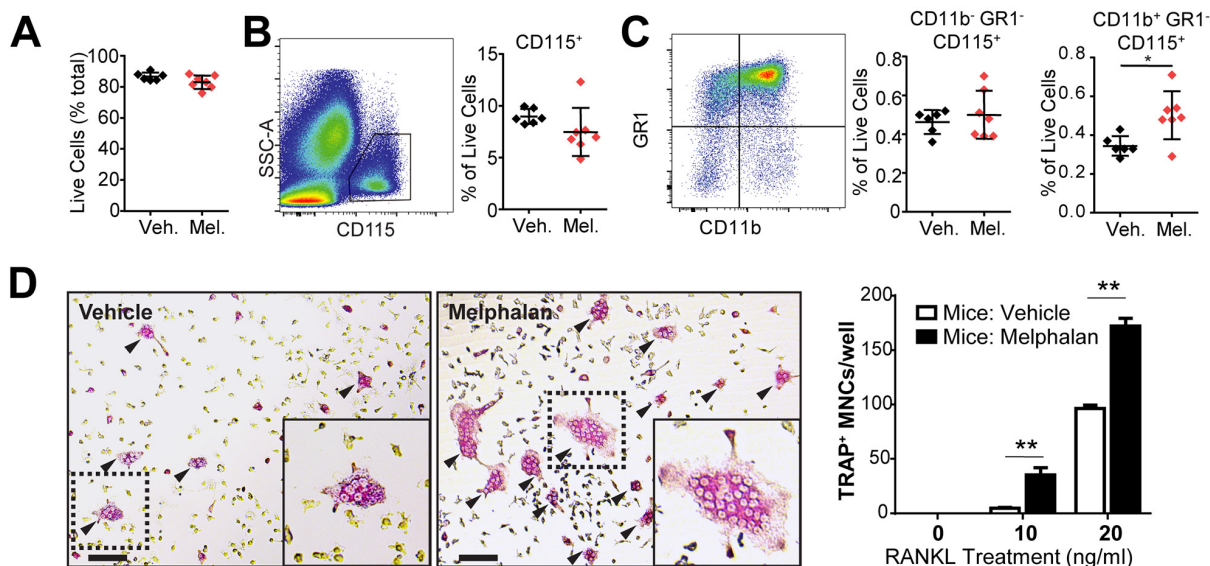 A
Live Cells (% total)
100
80
60
40
20
0
Veh.
Mel.
B
SSC-A
CD115
CD115⁺
% of Live Cells
15
10
5
0
Veh.
Mel.
C
GR1
CD11b
CD11b⁻ GR1⁻
CD115⁺
% of Live Cells
0.8
0.6
0.4
0.2
0.0
Veh.
Mel.
CD11b⁺ GR1⁻
CD115⁺
*
% of Live Cells
0.8
0.6
0.4
0.2
0.0
Veh.
Mel.
D
Vehicle
Melphalan
TRAP⁺ MNCs/well
200
150
100
50
0
Mice: Vehicle
Mice: Melphalan
**
**
0
10
20
RANKL Treatment (ng/ml)